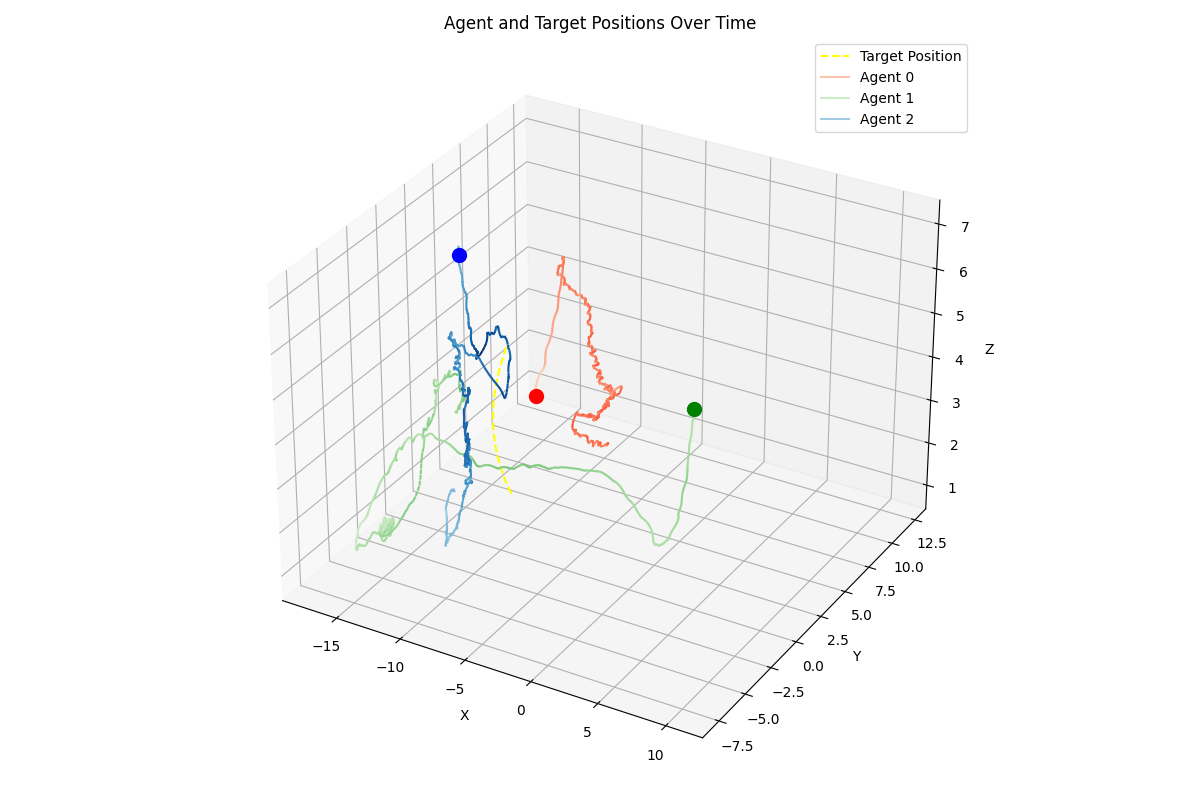 Agent and Target Positions Over Time
Target Position
Agent 0
Agent 1
Agent 2
7
6
5
4
3
2
1
Z
12.5
10.0
7.5
5.0
2.5
0.0
−2.5
−5.0
−7.5
Y
−15
−10
−5
0
5
10
X